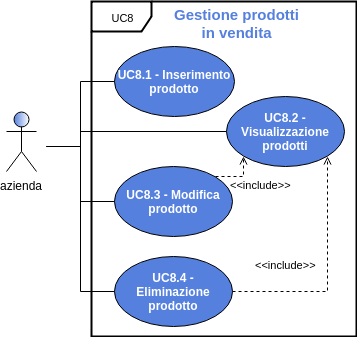 UC8
Gestione prodotti
in vendita
UC8.1 - Inserimento
prodotto
UC8.2 -
Visualizzazione
prodotti
azienda
UC8.3 - Modifica
prodotto
<<include>>
<<include>>
UC8.4 -
Eliminazione
prodotto